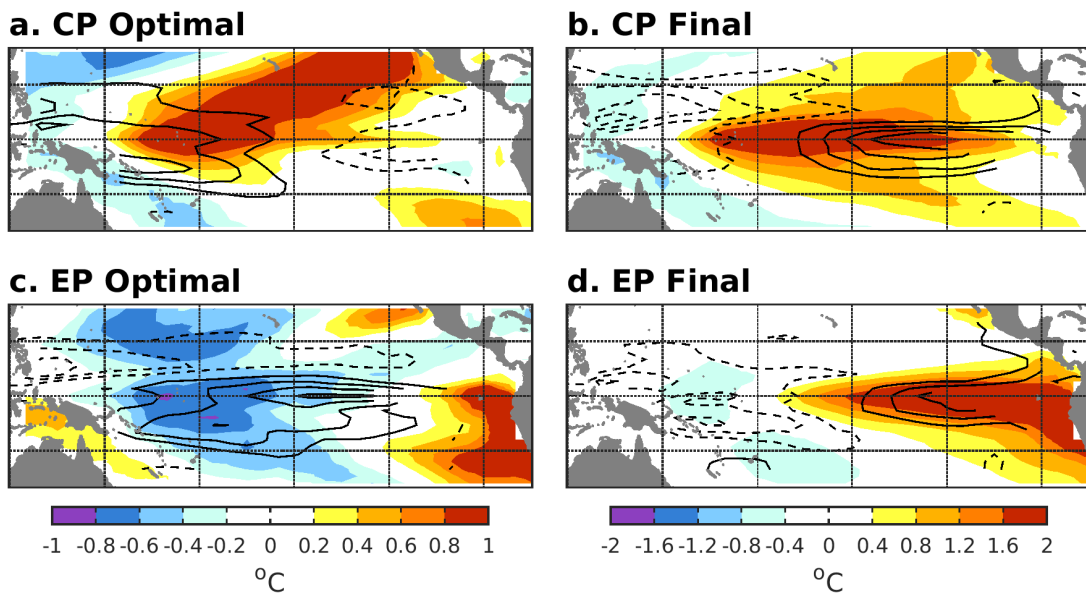 a. CP Optimal
b. CP Final
c. EP Optimal
d. EP Final
-1 -0.8 -0.6 -0.4 -0.2 0 0.2 0.4 0.6 0.8 1
-2 -1.6 -1.2 -0.8 -0.4 0 0.4 0.8 1.2 1.6 2
°C
°C